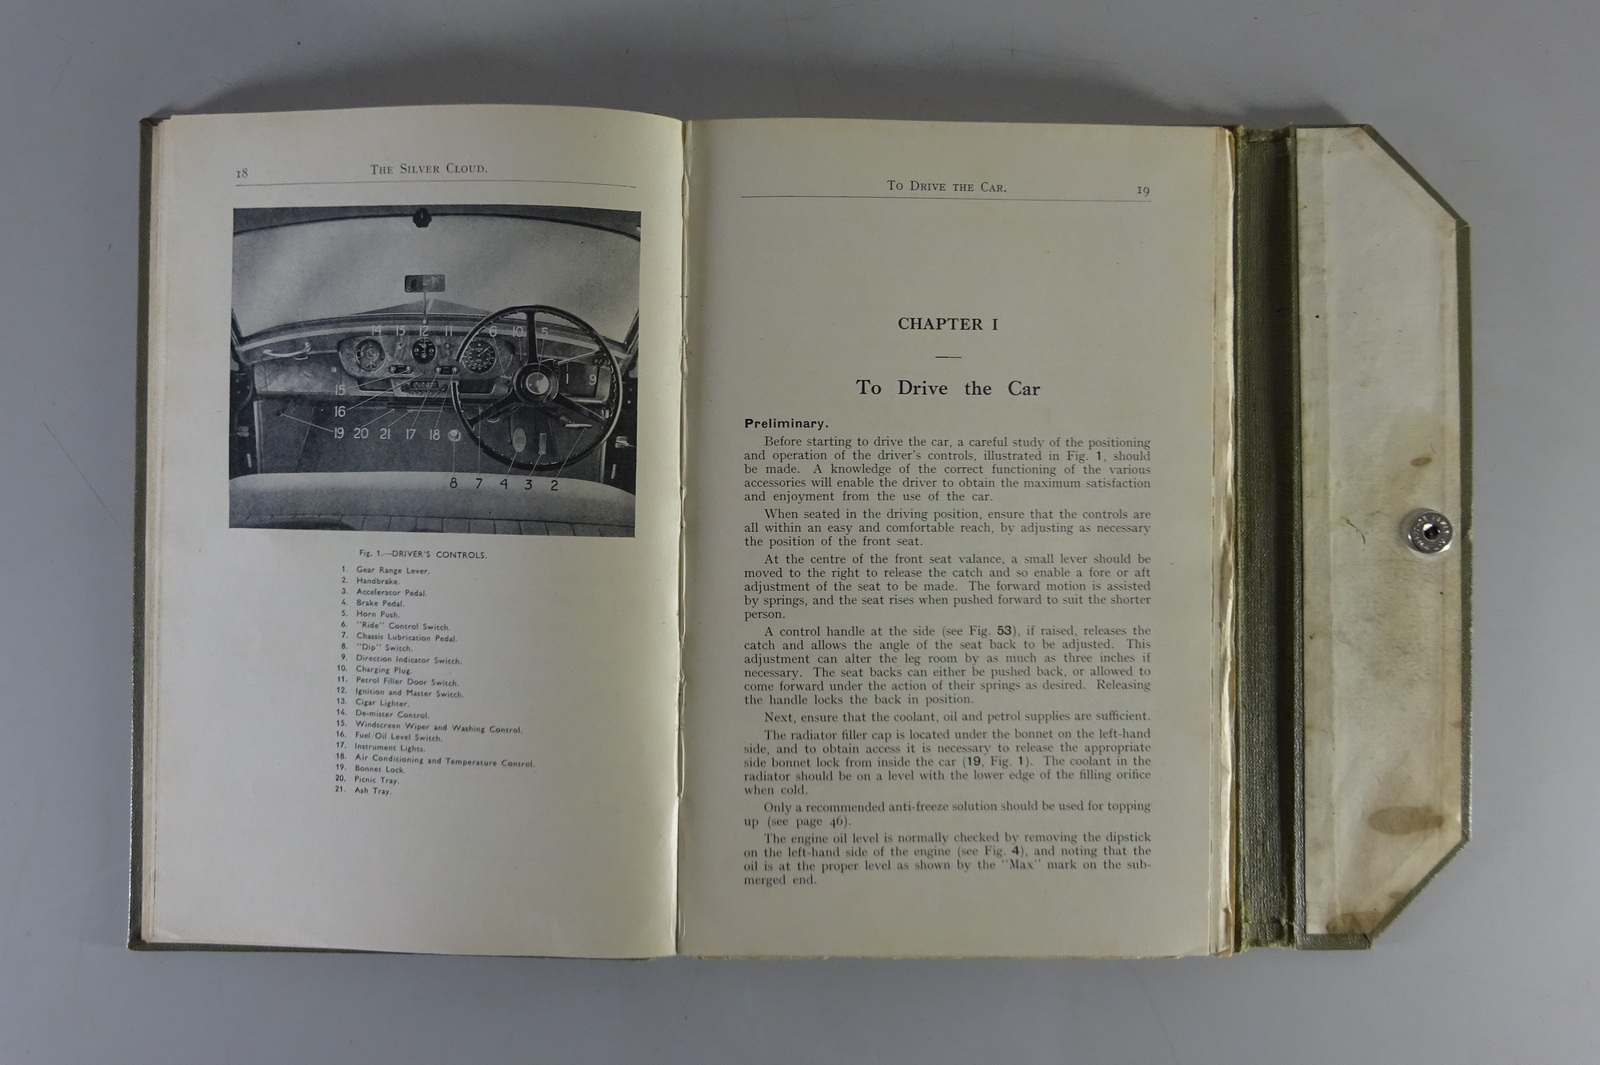 18
THE SILVER CLOUD.
14 13 12 11 6 10 5
1 9
15
16
19 20 21 17 18
8 7 4 3 2
Fig. 1.—DRIVER'S CONTROLS.
1. Gear Range Lever.
2. Handbrake.
3. Accelerator Pedal.
4. Brake Pedal.
5. Horn Push.
6. "Ride" Control Switch.
7. Chassis Lubrication Pedal.
8. "Dip" Switch.
9. Direction Indicator Switch.
10. Charging Plug.
11. Petrol Filler Door Switch.
12. Ignition and Master Switch.
13. Cigar Lighter.
14. De-mister Control.
15. Windscreen Wiper and Washing Control.
16. Fuel/Oil Level Switch.
17. Instrument Lights.
18. Air Conditioning and Temperature Control.
19. Bonnet Lock.
20. Picnic Tray.
21. Ash Tray.
TO DRIVE THE CAR.
19
CHAPTER I
To Drive the Car
Preliminary.
Before starting to drive the car, a careful study of the positioning
and operation of the driver's controls, illustrated in Fig. 1, should
be made. A knowledge of the correct functioning of the various
accessories will enable the driver to obtain the maximum satisfaction
and enjoyment from the use of the car.
When seated in the driving position, ensure that the controls are
all within an easy and comfortable reach, by adjusting as necessary
the position of the front seat.
At the centre of the front seat valance, a small lever should be
moved to the right to release the catch and so enable a fore or aft
adjustment of the seat to be made. The forward motion is assisted
by springs, and the seat rises when pushed forward to suit the shorter
person.
A control handle at the side (see Fig. 53), if raised, releases the
catch and allows the angle of the seat back to be adjusted. This
adjustment can alter the leg room by as much as three inches if
necessary. The seat backs can either be pushed back, or allowed to
come forward under the action of their springs as desired. Releasing
the handle locks the back in position.
Next, ensure that the coolant, oil and petrol supplies are sufficient.
The radiator filler cap is located under the bonnet on the left-hand
side, and to obtain access it is necessary to release the appropriate
side bonnet lock from inside the car (19, Fig. 1). The coolant in the
radiator should be on a level with the lower edge of the filling orifice
when cold.
Only a recommended anti-freeze solution should be used for topping
up (see page 46).
The engine oil level is normally checked by removing the dipstick
on the left-hand side of the engine (see Fig. 4), and noting that the
oil is at the proper level as shown by the "Max" mark on the sub-
merged end.